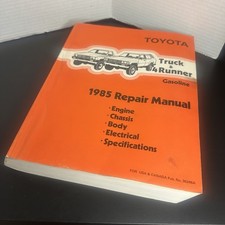 TOYOTA
Truck
4Runner
Gasoline
1985 Repair Manual
· Engine
· Chassis
· Body
· Electrical
· Specifications